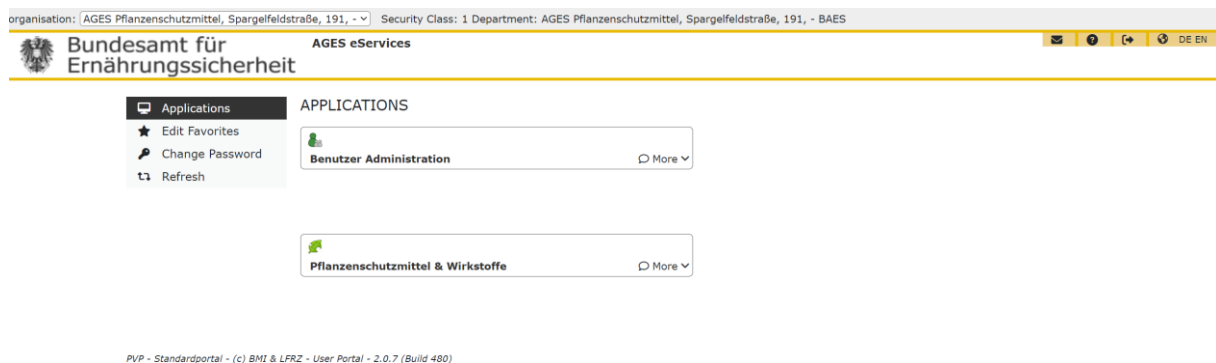 organisation: AGES Pflanzenschutzmittel, Spargelfeldstraße, 191, - Security Class: 1 Department: AGES Pflanzenschutzmittel, Spargelfeldstraße, 191, - BAES
Bundesamt für
Ernährungssicherheit
AGES eServices
DE EN
Applications
Edit Favorites
Change Password
Refresh
APPLICATIONS
Benutzer Administration More
Pflanzenschutzmittel & Wirkstoffe More
PVP - Standardportal - (c) BMI & LFRZ - User Portal - 2.0.7 (Build 480)